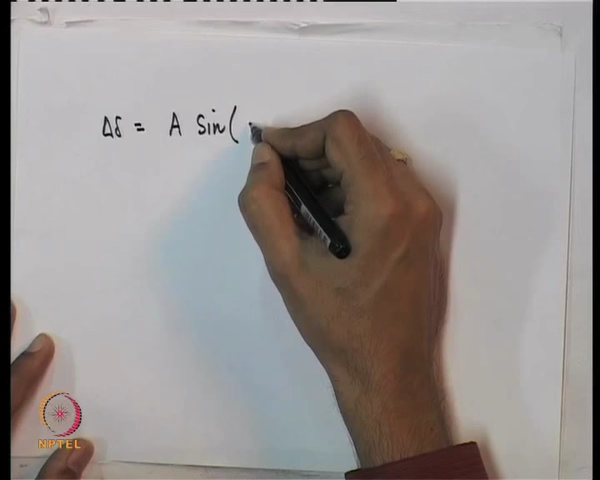 Δδ = A Sin(
NPTEL